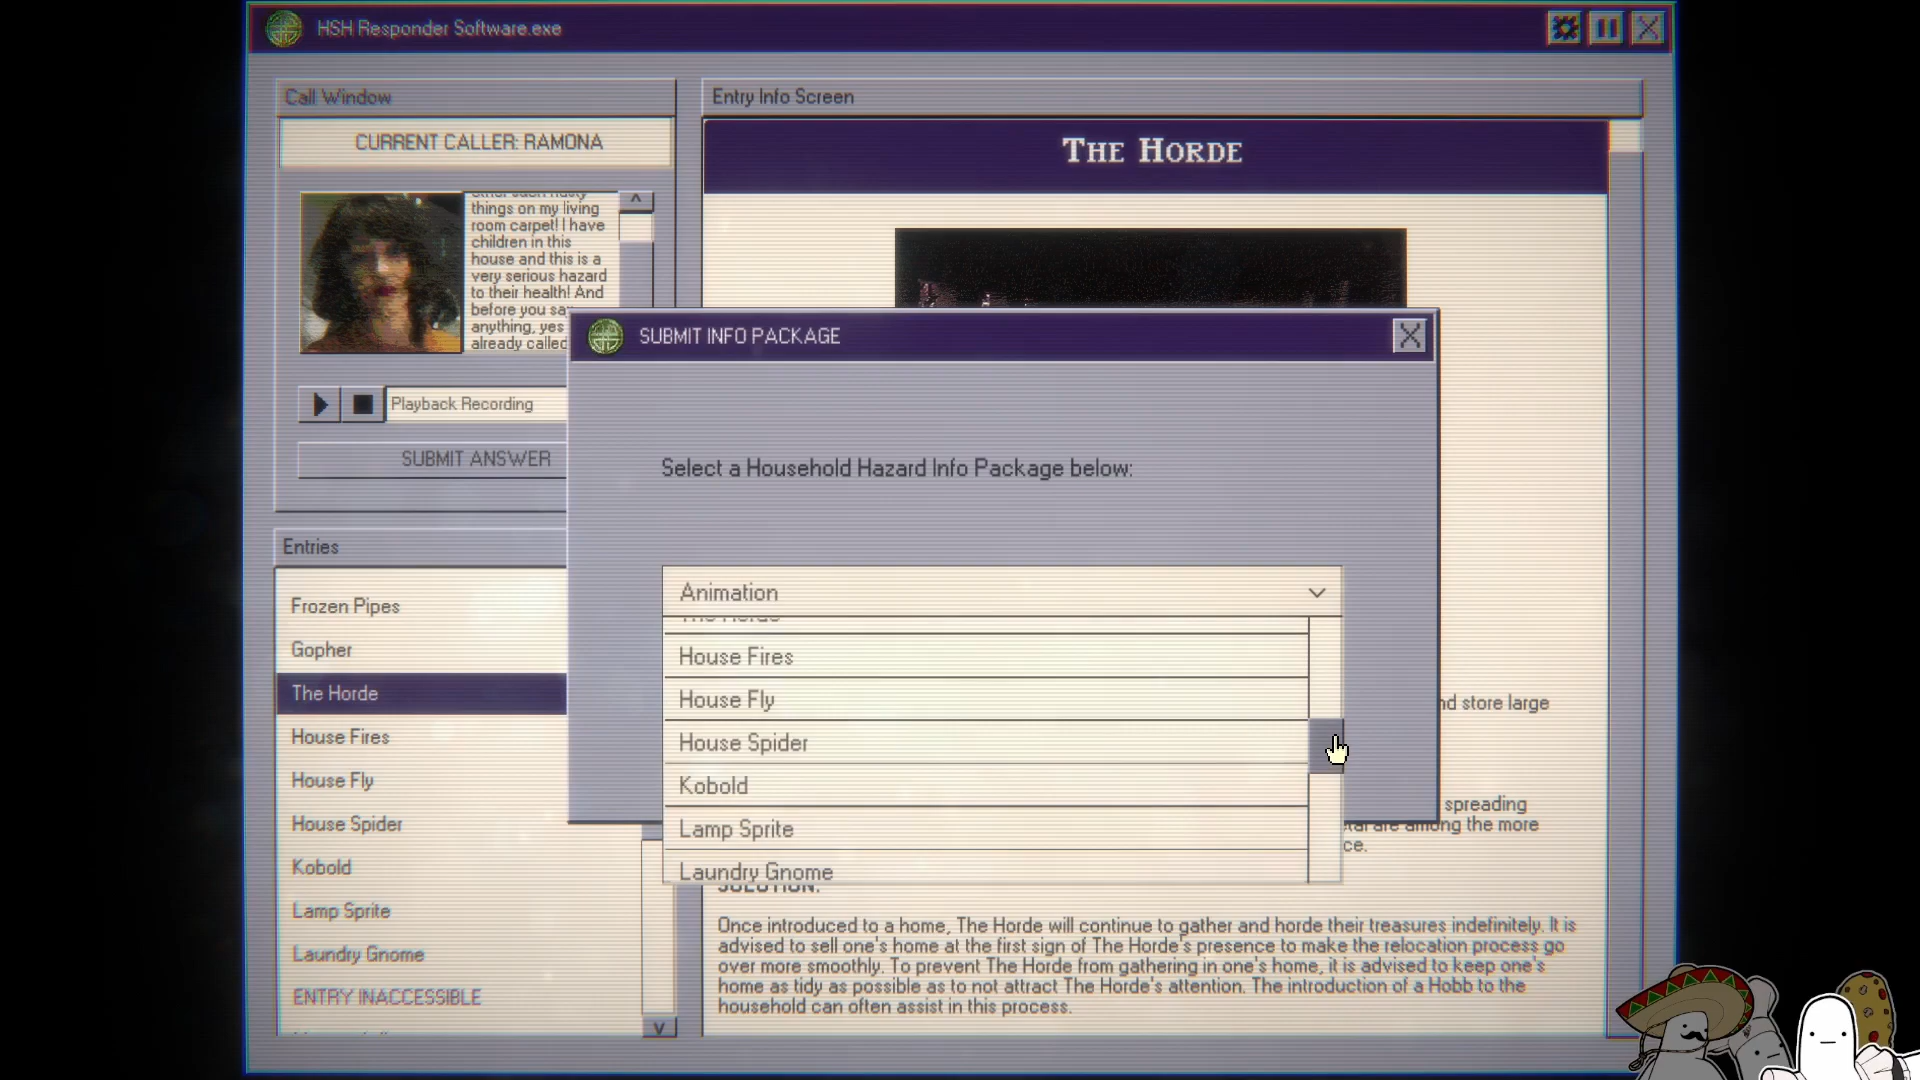 HSH Responder Software.exe
Call Window
CURRENT CALLER: RAMONA
things on my living
room carpet! I have
children in this
house and this is a
very serious hazard
to their health! And
before you say
anything, yes
already called
Playback Recording
SUBMIT ANSWER
Entries
Frozen Pipes
Gopher
The Horde
House Fires
House Fly
House Spider
Kobold
Lamp Sprite
Laundry Gnome
ENTRY INACCESSIBLE
Entry Info Screen
THE HORDE
SUBMIT INFO PACKAGE
Select a Household Hazard Info Package below:
Animation
The Horde
House Fires
House Fly
House Spider
Kobold
Lamp Sprite
Laundry Gnome
nd store large
spreading
are among the more
ce.
SOLUTION:
Once introduced to a home, The Horde will continue to gather and horde their treasures indefinitely. It is
advised to sell one's home at the first sign of The Horde's presence to make the relocation process go
over more smoothly. To prevent The Horde from gathering in one's home, it is advised to keep one's
home as tidy as possible as to not attract The Horde's attention. The introduction of a Hobb to the
household can often assist in this process.